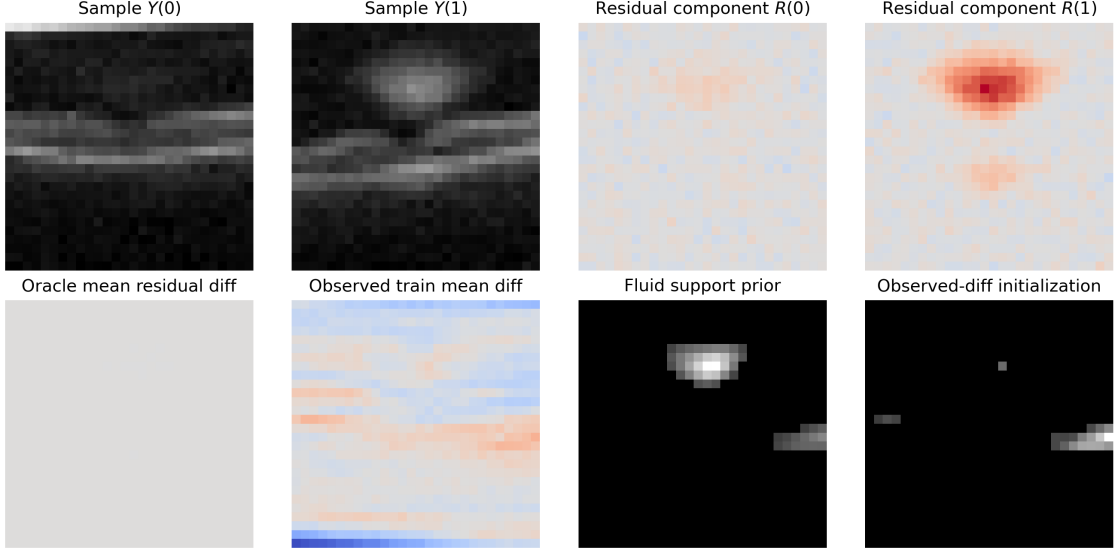 Sample Y(0)
Sample Y(1)
Residual component R(0)
Residual component R(1)
Oracle mean residual diff
Observed train mean diff
Fluid support prior
Observed-diff initialization